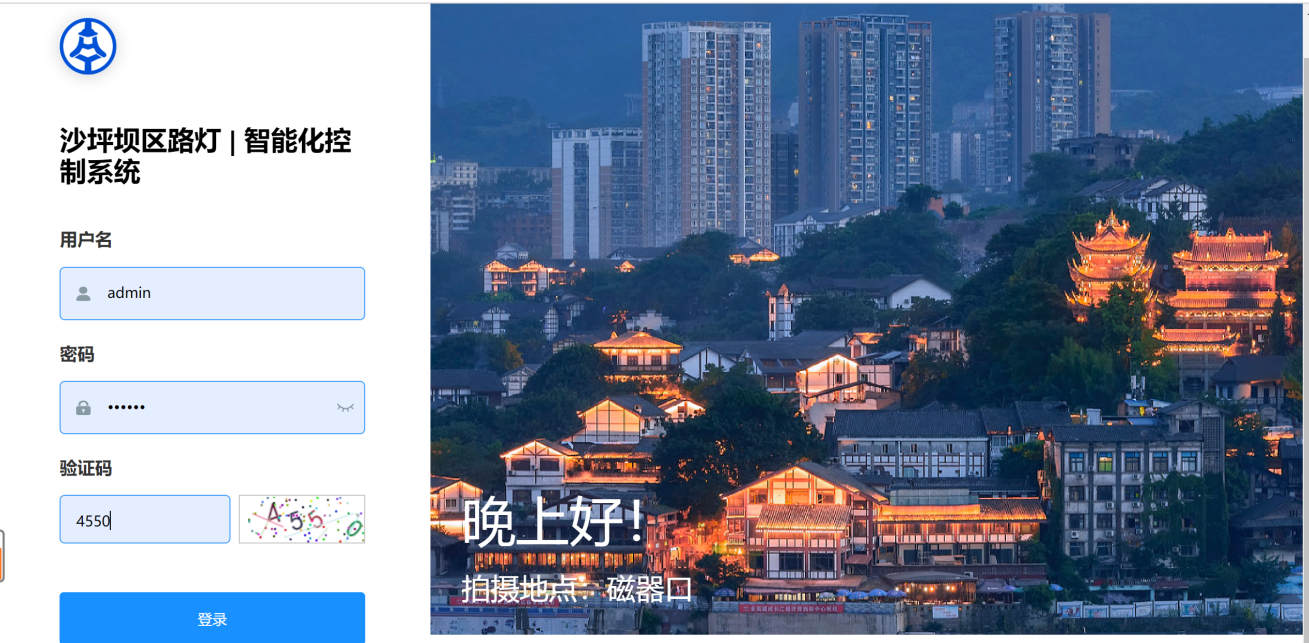 沙坪坝区路灯 | 智能化控
制系统
用户名
admin
密码
••••••
验证码
4550
4550
登录
晚上好!
拍摄地点：磁器口